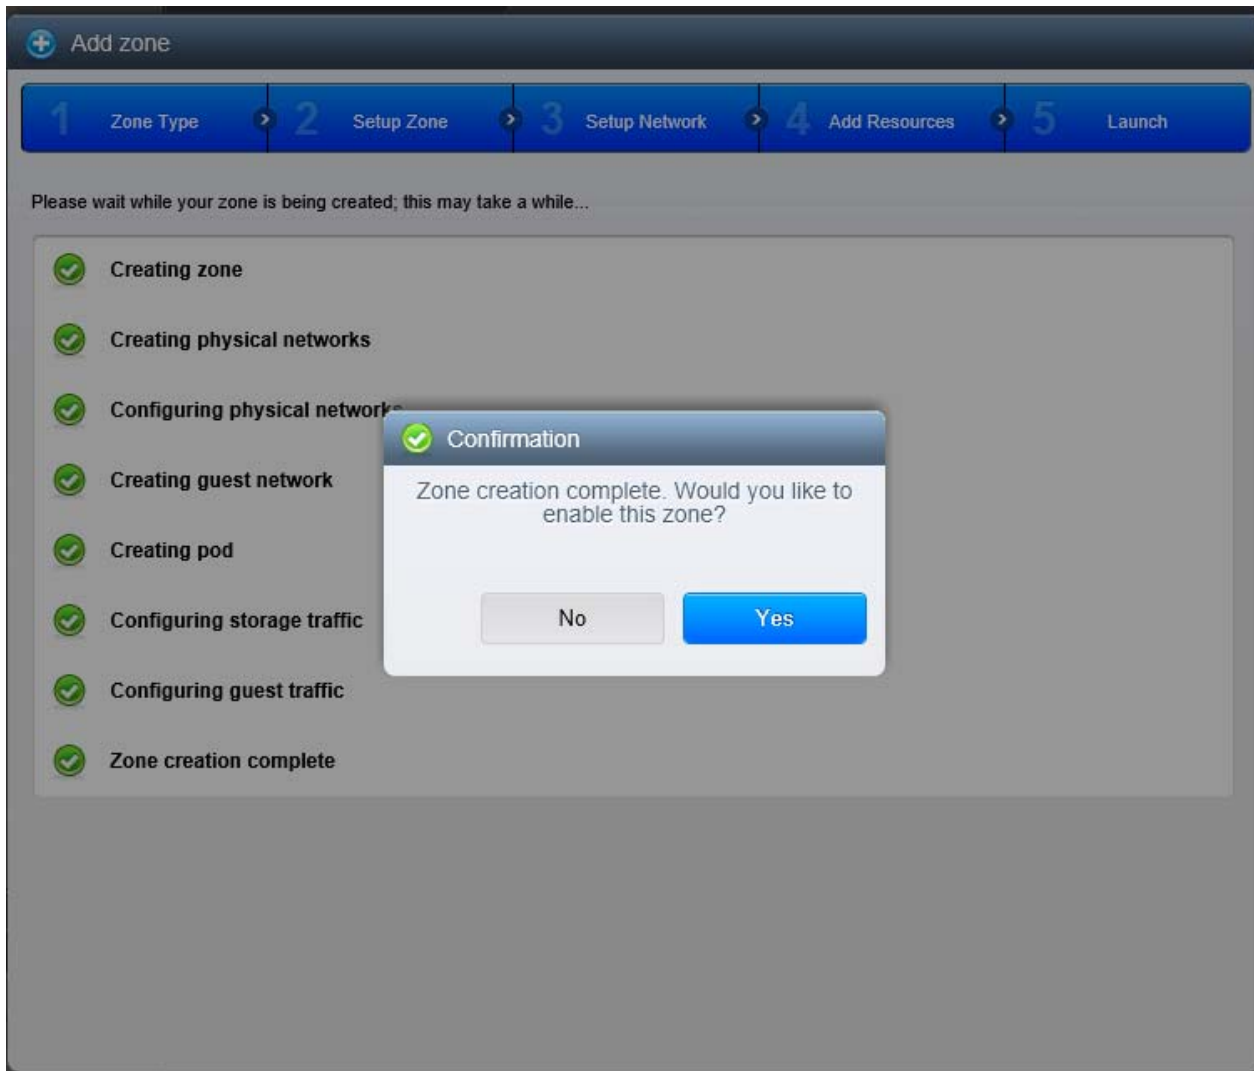 Add zone
1 Zone Type 2 Setup Zone 3 Setup Network 4 Add Resources 5 Launch
Please wait while your zone is being created; this may take a while...
Creating zone
Creating physical networks
Configuring physical networks
Creating guest network
Creating pod
Configuring storage traffic
Configuring guest traffic
Zone creation complete
Confirmation
Zone creation complete. Would you like to
enable this zone?
No Yes